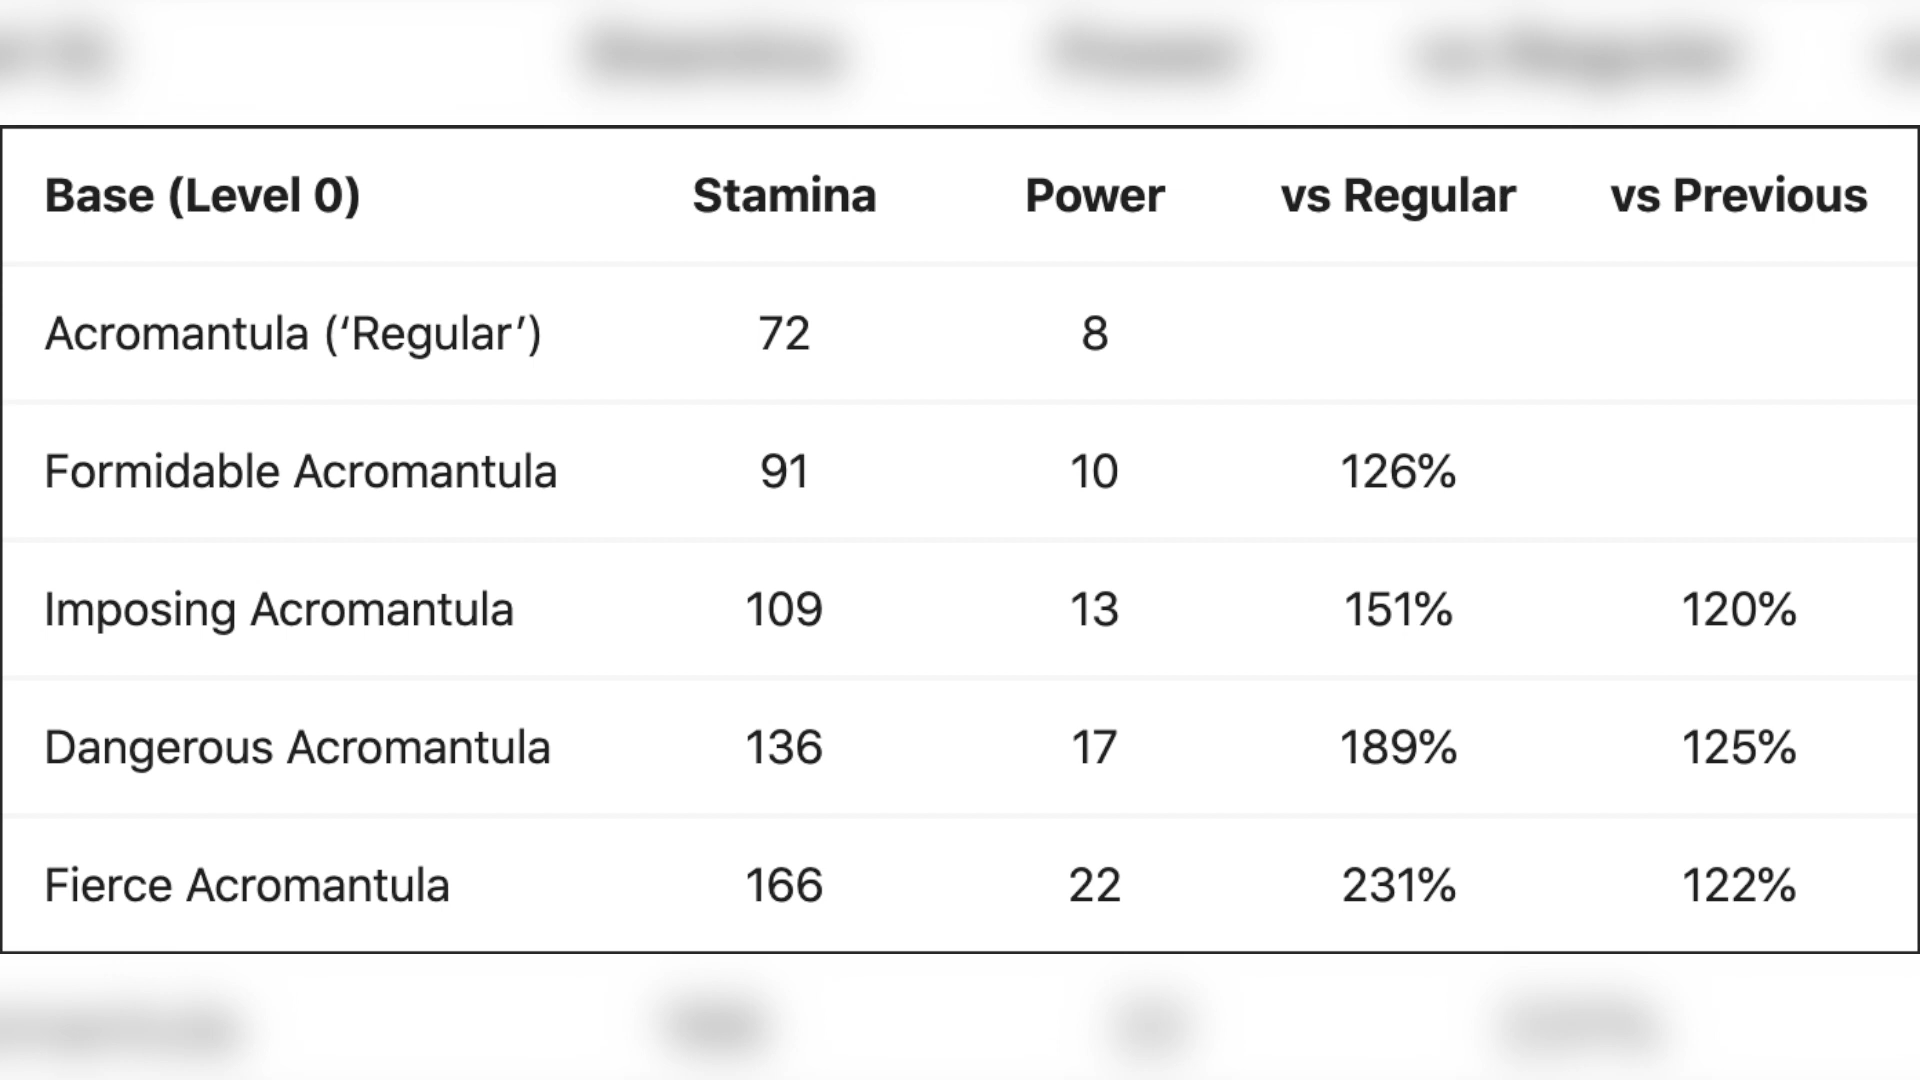 Base (Level 0) Stamina Power vs Regular vs Previous
Acromantula (‘Regular’) 72 8
Formidable Acromantula 91 10 126%
Imposing Acromantula 109 13 151% 120%
Dangerous Acromantula 136 17 189% 125%
Fierce Acromantula 166 22 231% 122%